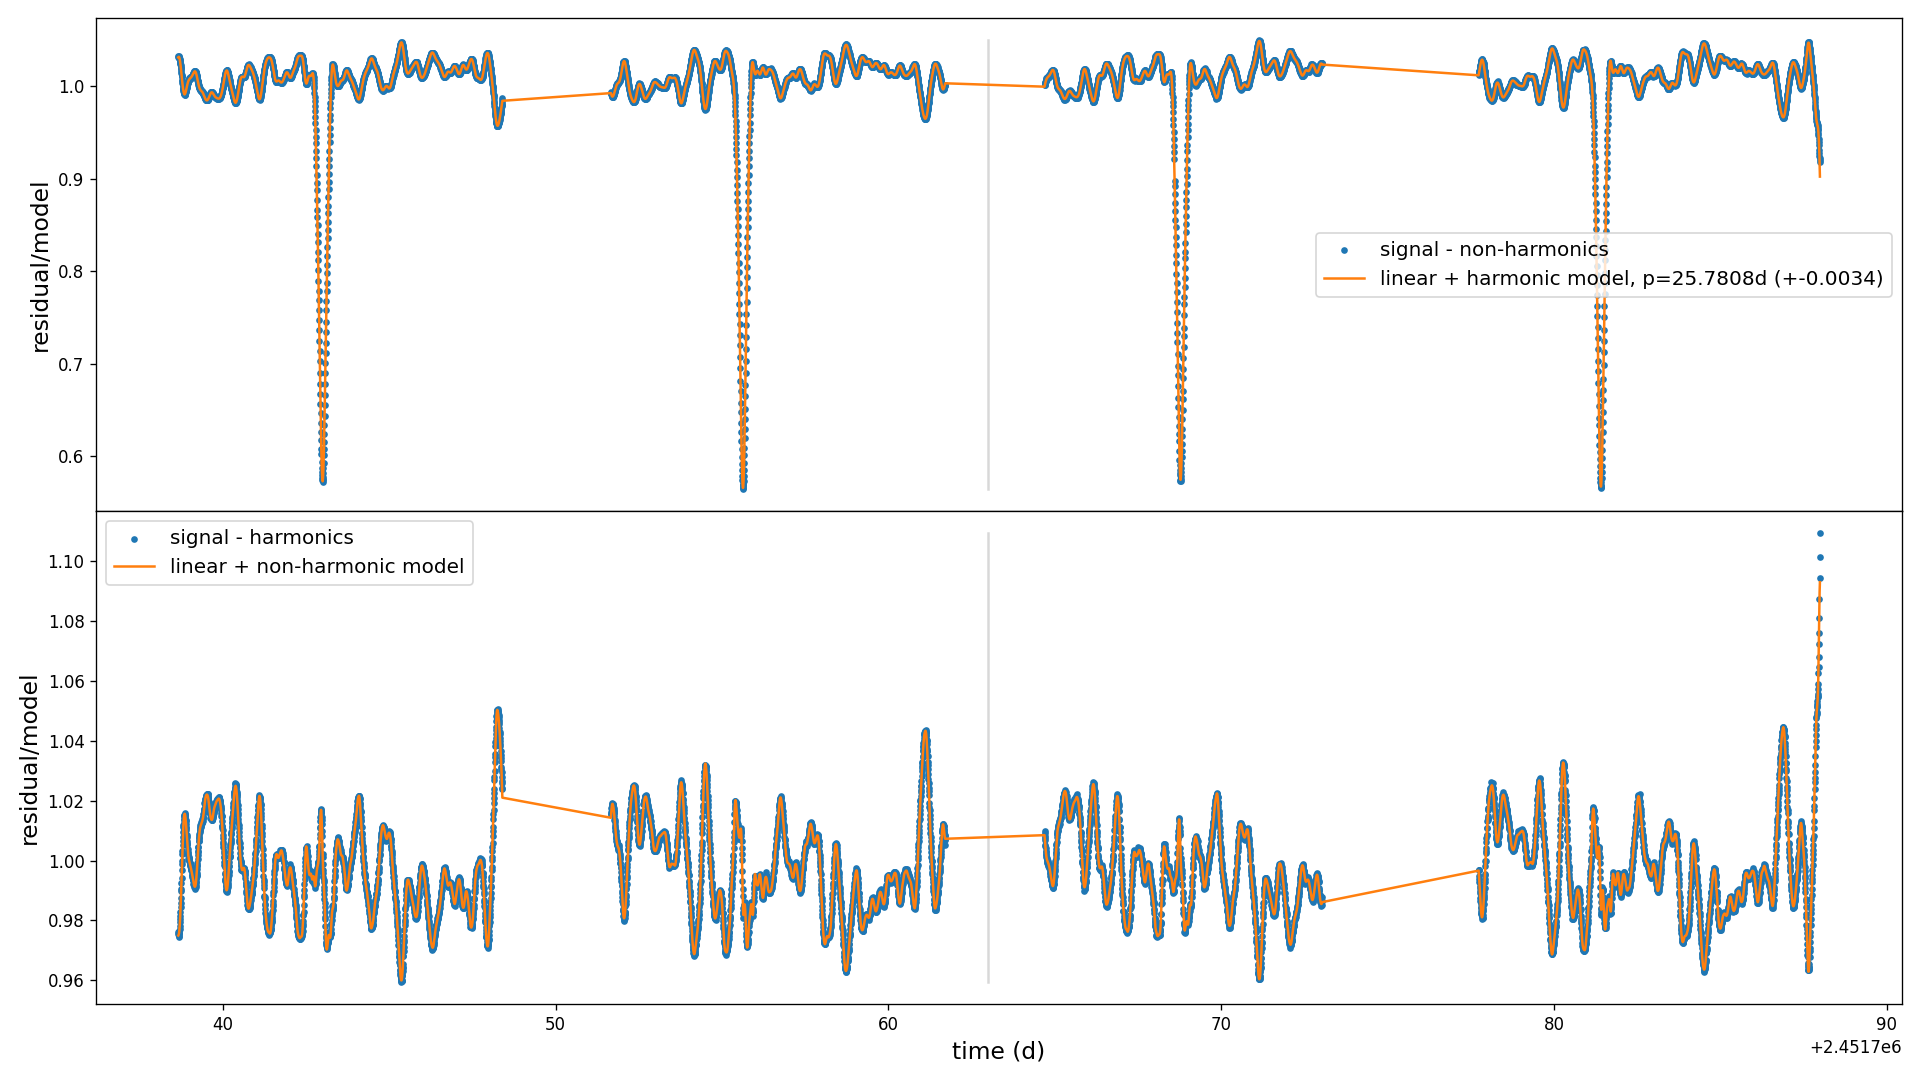 residual/model
1.0
0.9
0.8
0.7
0.6
signal - non-harmonics
linear + harmonic model, p=25.7808d (+-0.0034)
residual/model
1.10
1.08
1.06
1.04
1.02
1.00
0.98
0.96
signal - harmonics
linear + non-harmonic model
40
50
60
70
80
90
time (d)
+2.4517e6